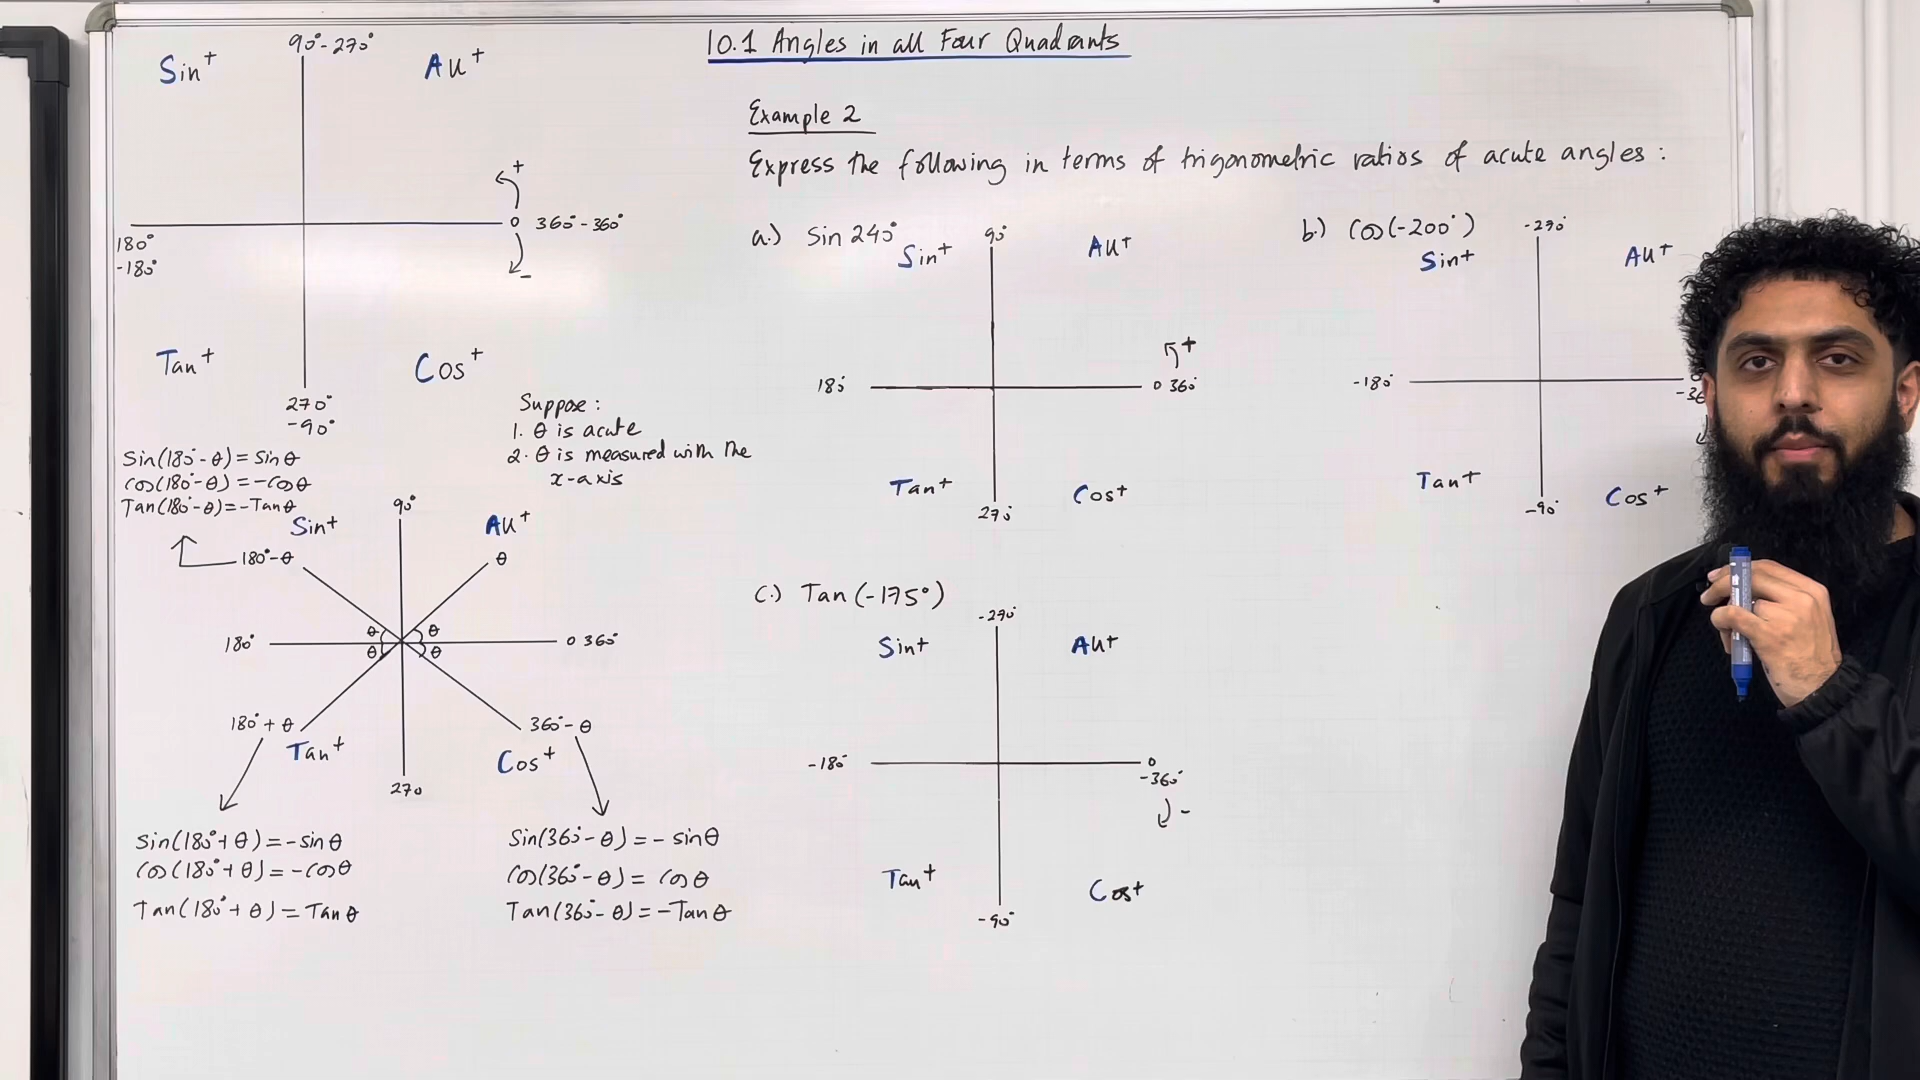 10.1 Angles in all Four Quadrants
90° - 270°
Sin+
All+
+
0 360° - 360°
-
180°
-180°
Tan+
Cos+
270°
-90°
Suppose :
1. θ is acute
2. θ is measured with the
x-axis
Sin(180° - θ) = Sin θ
Cos(180° - θ) = -Cos θ
Tan(180° - θ) = -Tan θ
90°
Sin+
All+
180° - θ
θ
θ
θ
180°
0 360°
θ
θ
180° + θ
360° - θ
Tan+
Cos+
270
Sin(180° + θ) = -sin θ
Cos(180° + θ) = -Cos θ
Tan(180° + θ) = Tan θ
Sin(360° - θ) = - sin θ
Cos(360° - θ) = Cos θ
Tan(360° - θ) = -Tan θ
Example 2
Express the following in terms of trigonometric ratios of acute angles :
a.) Sin 240°
90°
Sin+
All+
+
180°
0 360°
Tan+
Cos+
270°
b.) Cos(-200°)
-270°
Sin+
All+
-180°
-36
Tan+
Cos+
-90°
c.) Tan (-175°)
-270°
Sin+
All+
-180°
0
-360°
-
Tan+
Cos+
-90°